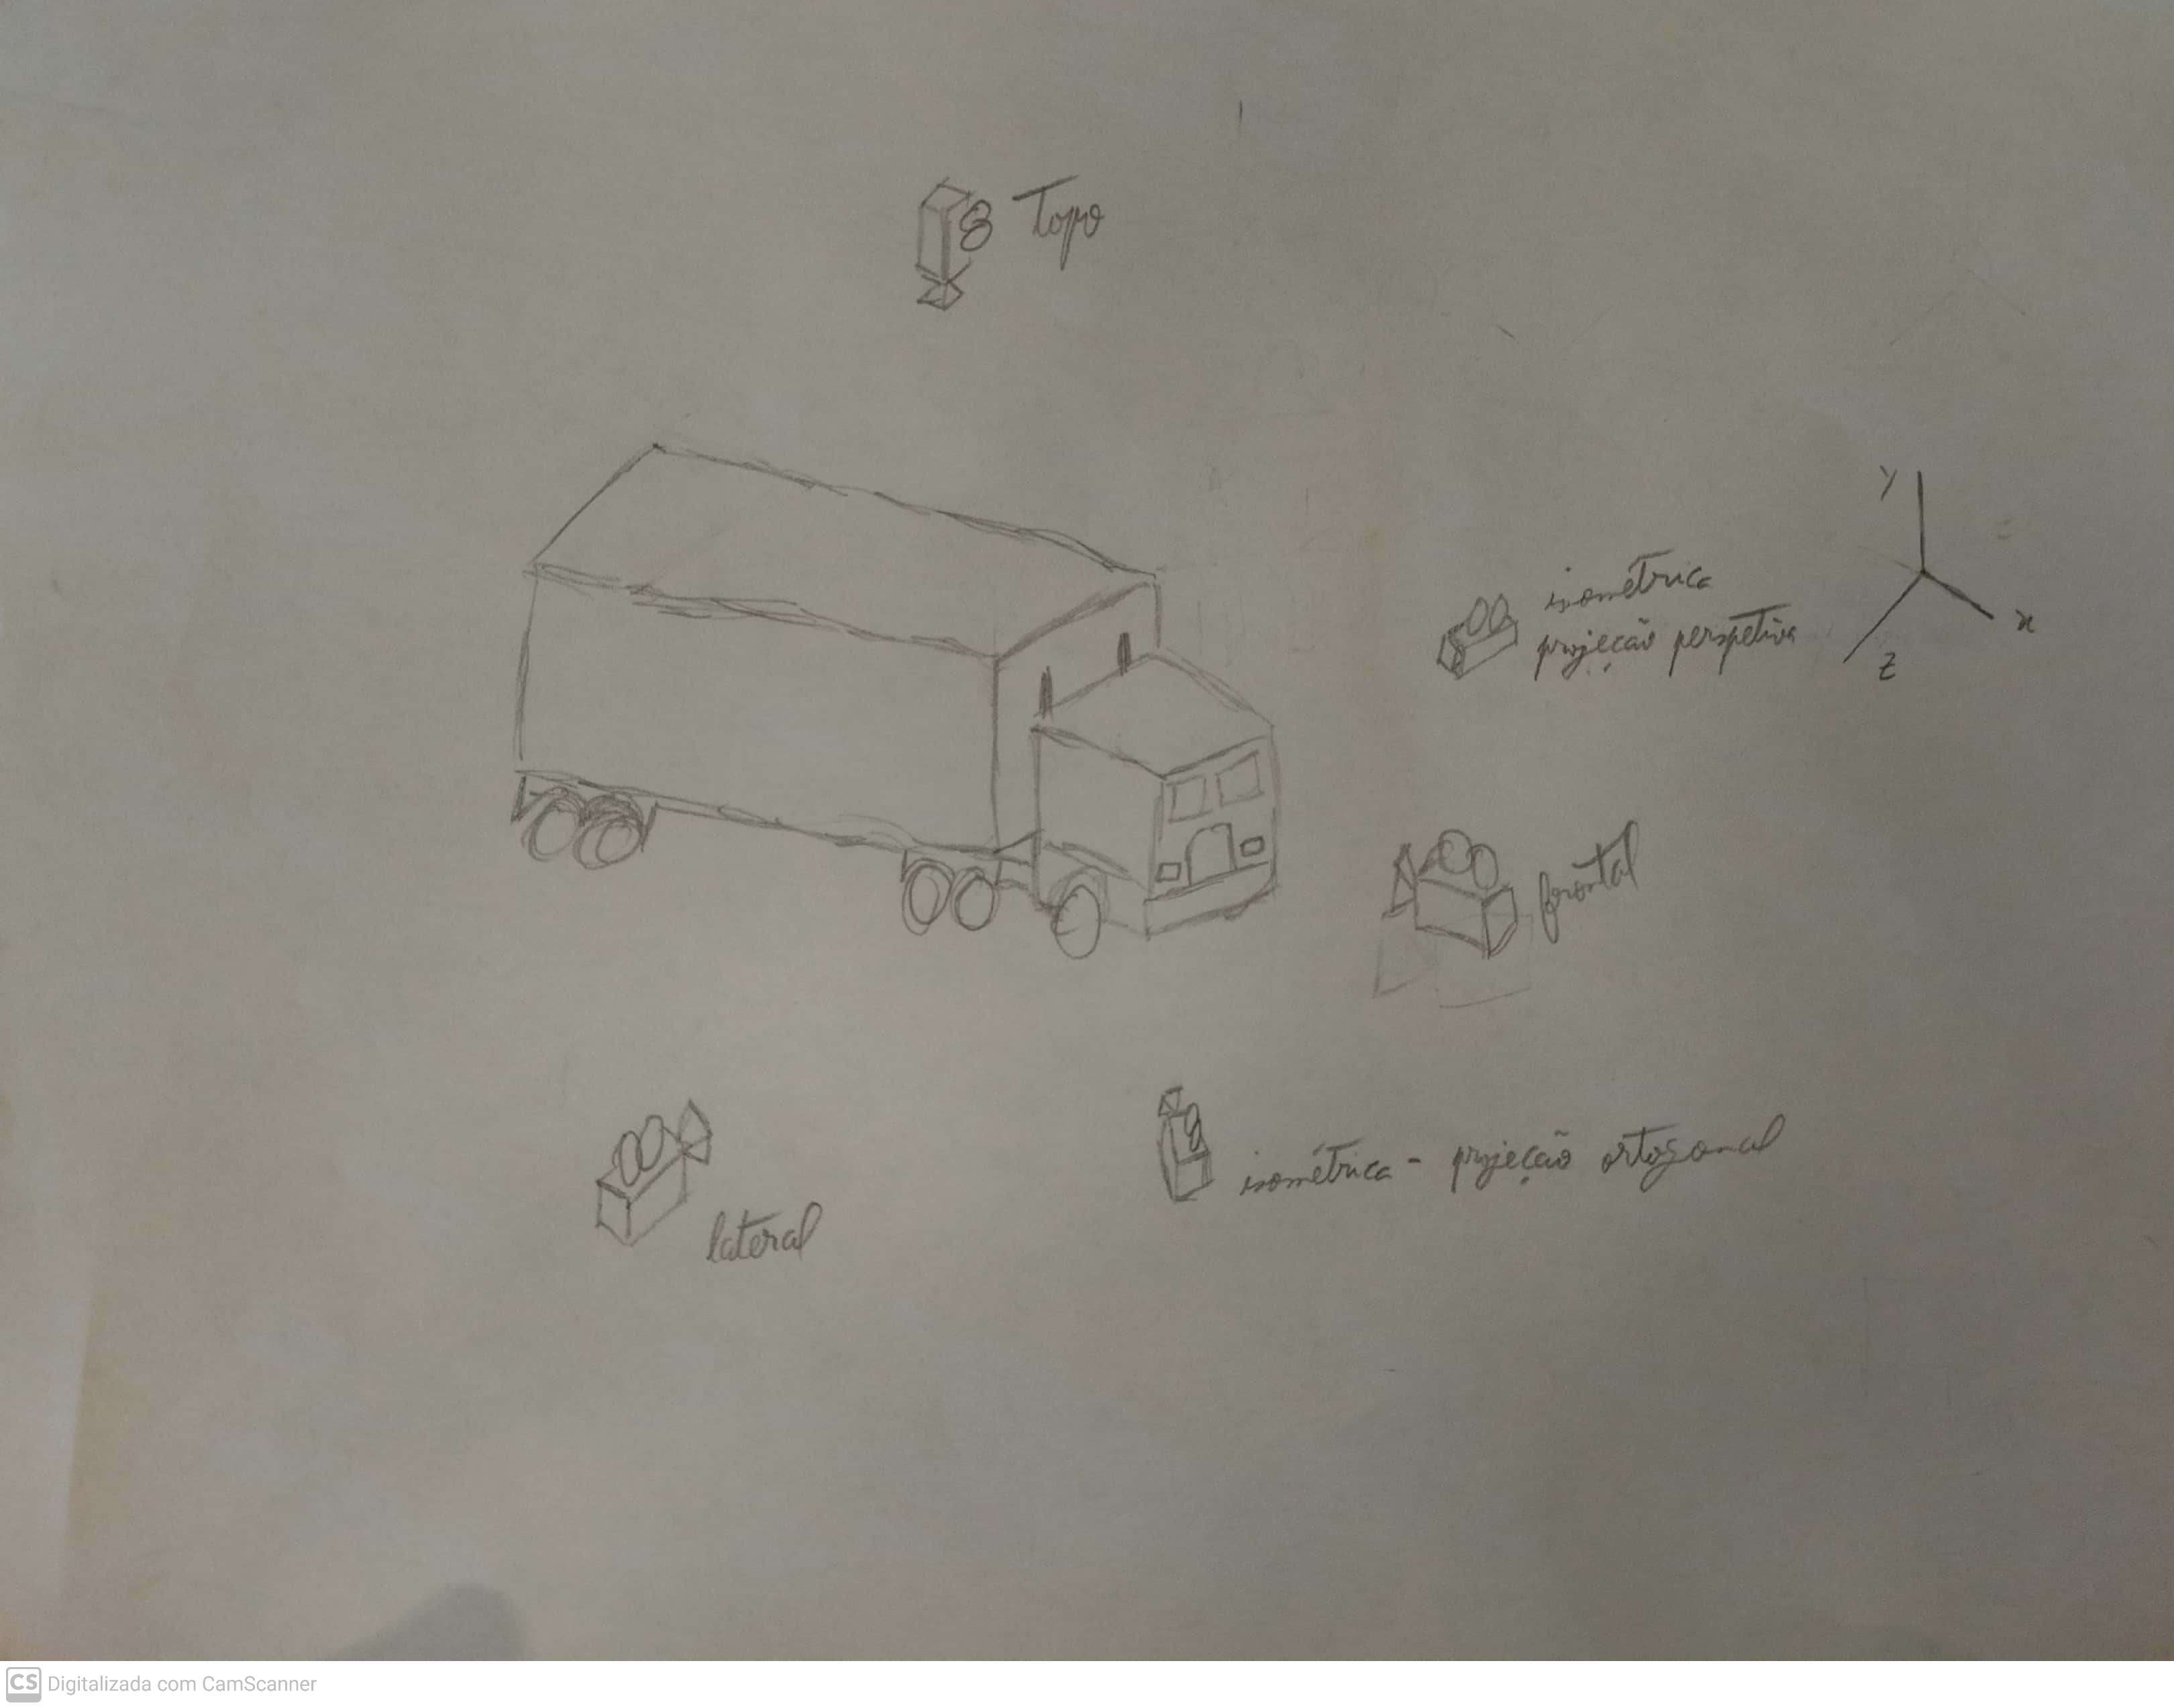 Topo
Y
isométrica
projeção perspetiva
x
Z
frontal
isométrica - projeção ortogonal
lateral
CS Digitalizada com CamScanner